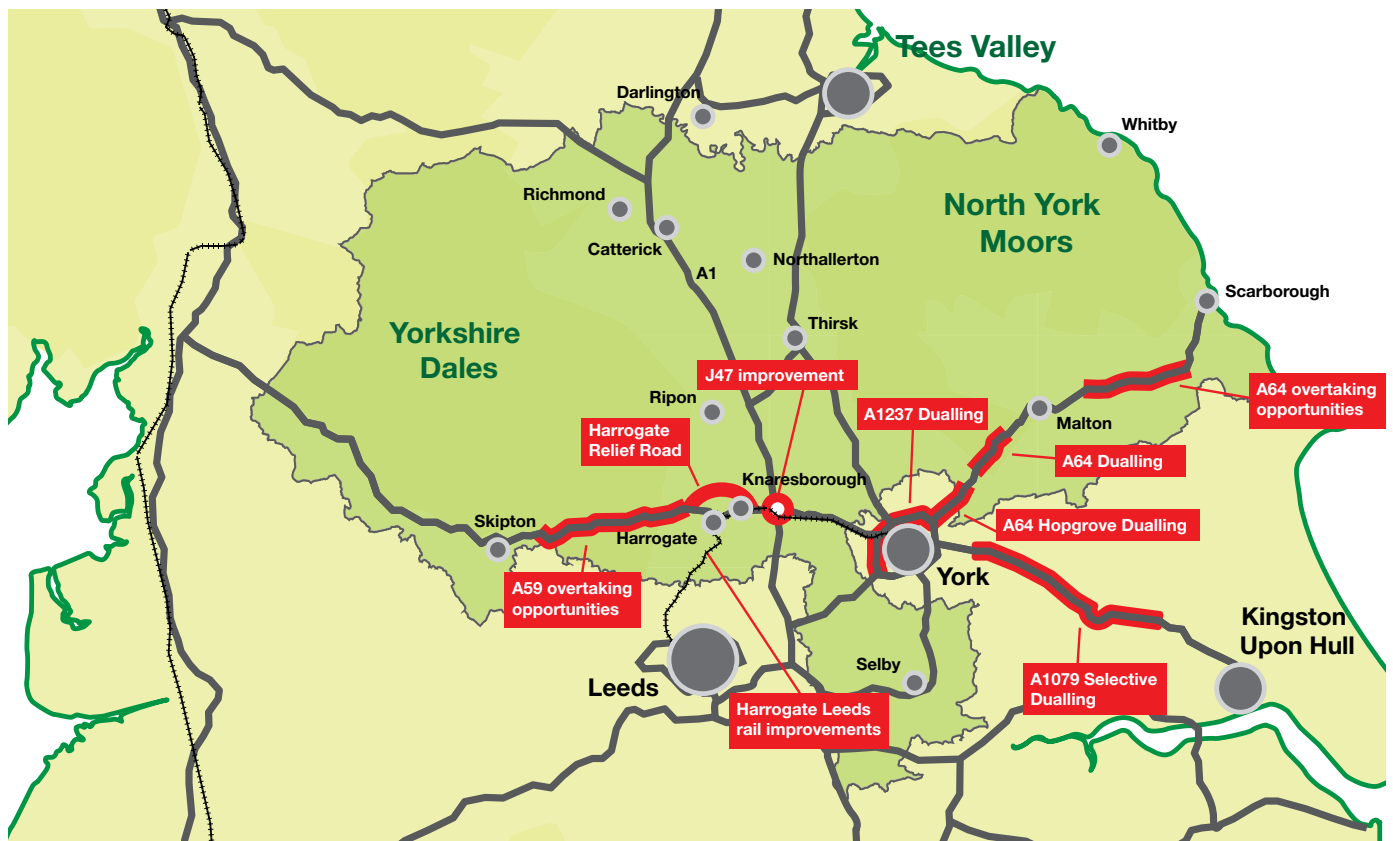 Tees Valley
Darlington
Whitby
Richmond
North York
Moors
Catterick
Northallerton
A1
Scarborough
Thirsk
Yorkshire
Dales
J47 improvement
A64 overtaking
opportunities
Ripon
A1237 Dualling
Malton
Harrogate
Relief Road
A64 Dualling
Knaresborough
Skipton
A64 Hopgrove Dualling
Harrogate
York
A59 overtaking
opportunities
Kingston
Upon Hull
Selby
A1079 Selective
Dualling
Leeds
Harrogate Leeds
rail improvements